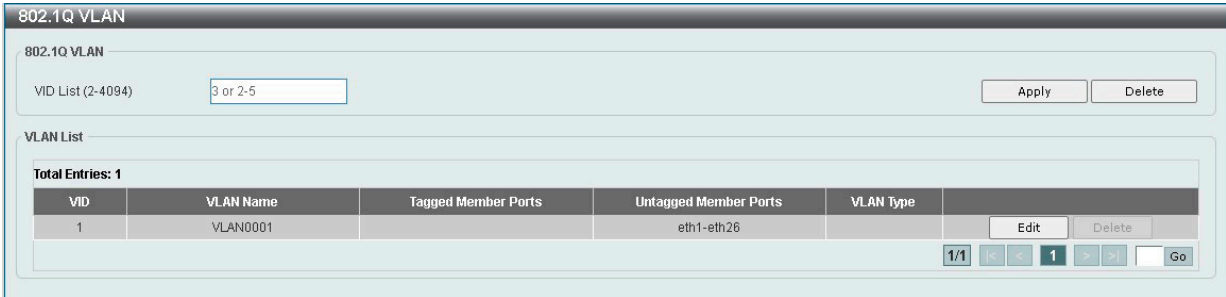 802.1Q VLAN
802.1Q VLAN
VID List (2-4094) 3 or 2-5 Apply Delete
VLAN List
Total Entries: 1
VID VLAN Name Tagged Member Ports Untagged Member Ports VLAN Type
1 VLAN0001 eth1-eth26 Edit Delete
1/1 |< < 1 > >| Go